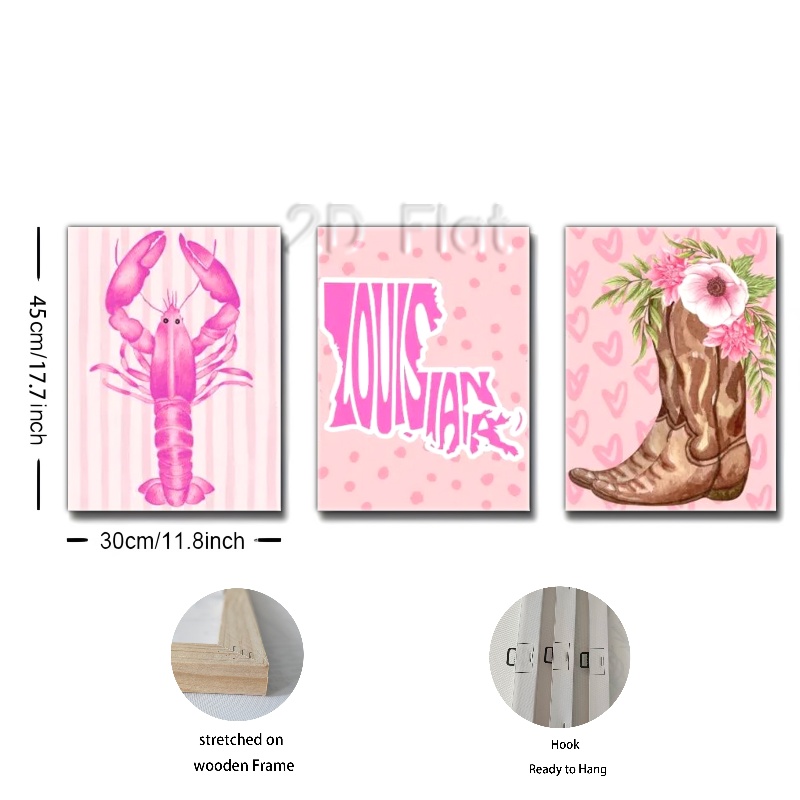 2D Flat
LOUISIANA
45cm/17.7inch
30cm/11.8inch
stretched on
wooden Frame
Hook
Ready to Hang